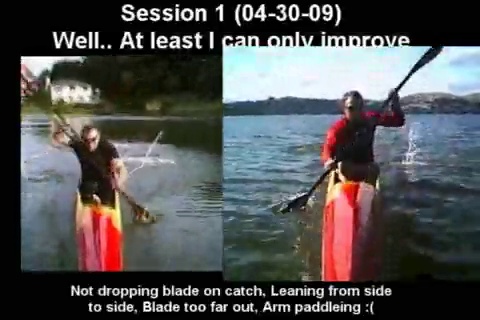 Session 1 (04-30-09)
Well.. At least I can only improve
Not dropping blade on catch, Leaning from side
to side, Blade too far out, Arm paddleing :(